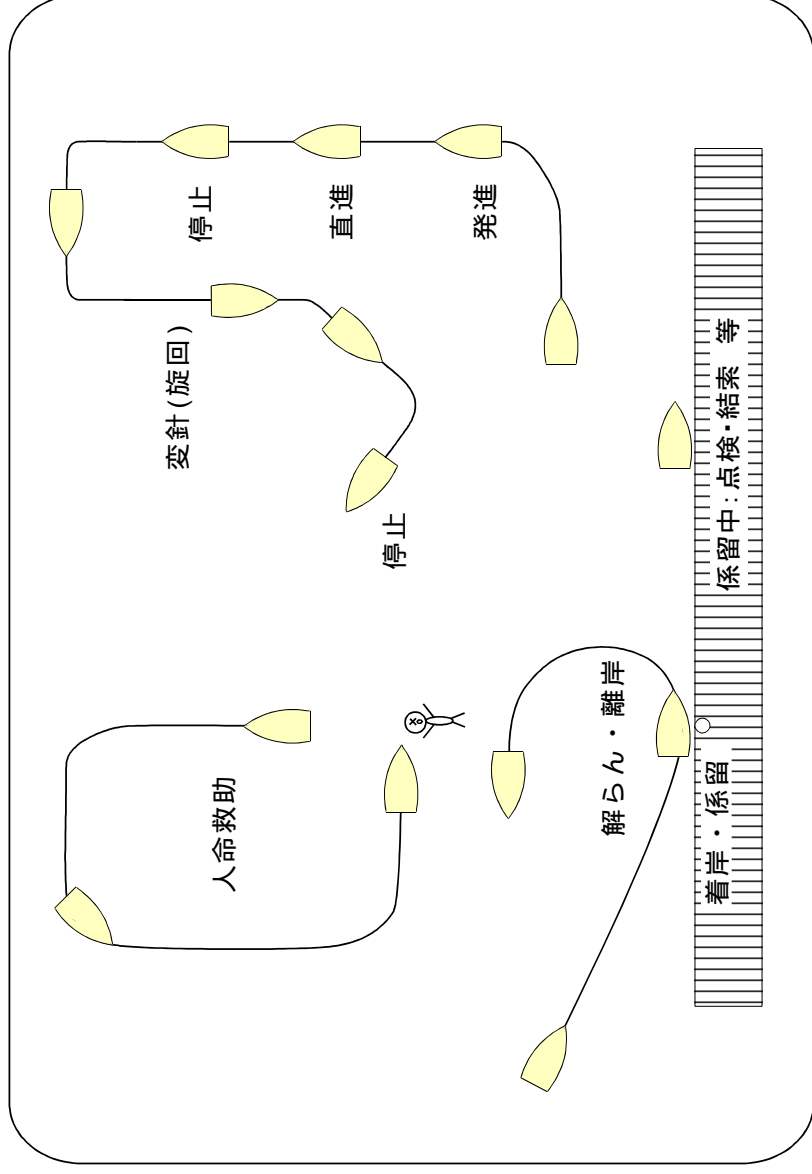 発進
直進
停止
変針(旋回)
停止
人命救助
解らん・離岸
着岸・係留
係留中:点検・結索 等